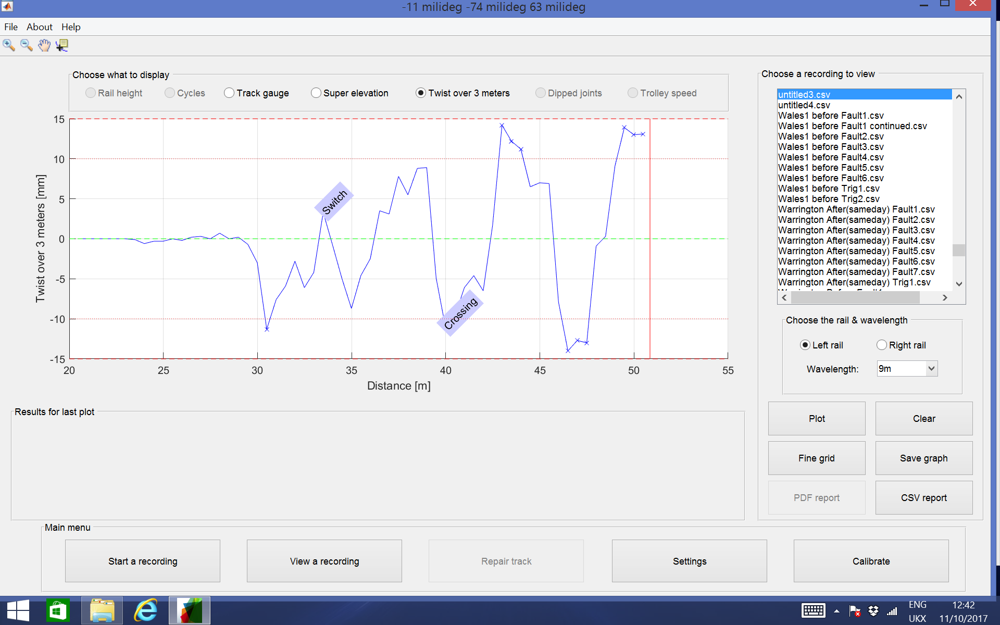 -11 milideg -74 milideg 63 milideg
File About Help
Choose what to display
Rail height Cycles Track gauge Super elevation Twist over 3 meters Dipped joints Trolley speed
15
10
5
0
-5
-10
-15
Twist over 3 meters [mm]
Switch
Crossing
20 25 30 35 40 45 50 55
Distance [m]
Choose a recording to view
untitled3.csv
untitled4.csv
Wales1 before Fault1.csv
Wales1 before Fault1 continued.csv
Wales1 before Fault2.csv
Wales1 before Fault3.csv
Wales1 before Fault4.csv
Wales1 before Fault5.csv
Wales1 before Fault6.csv
Wales1 before Trig1.csv
Wales1 before Trig2.csv
Warrington After(sameday) Fault1.csv
Warrington After(sameday) Fault2.csv
Warrington After(sameday) Fault3.csv
Warrington After(sameday) Fault4.csv
Warrington After(sameday) Fault5.csv
Warrington After(sameday) Fault6.csv
Warrington After(sameday) Fault7.csv
Warrington After(sameday) Trig1.csv
Choose the rail & wavelength
Left rail Right rail
Wavelength: 9m
Plot Clear
Fine grid Save graph
PDF report CSV report
Results for last plot
Main menu
Start a recording View a recording Repair track Settings Calibrate
ENG 12:42
UKX 11/10/2017